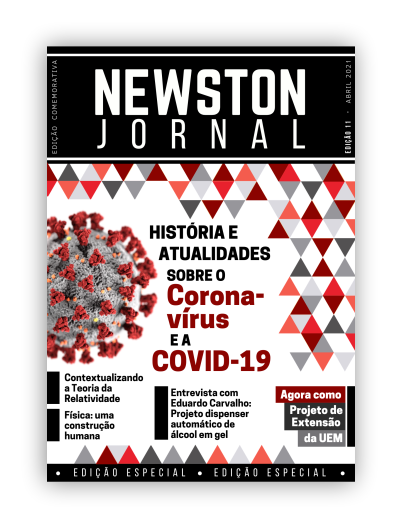 EDIÇÃO COMEMORATIVA
NEWSTON
JORNAL
EDIÇÃO 11 · ABRIL 2021
HISTÓRIA E
ATUALIDADES
SOBRE O
Corona-
vírus
E A
COVID-19
Contextualizando
a Teoria da
Relatividade
Física: uma
construção
humana
Entrevista com
Eduardo Carvalho:
Projeto dispenser
automático de
álcool em gel
Agora como
Projeto de
Extensão
da UEM
• EDIÇÃO ESPECIAL • EDIÇÃO ESPECIAL •